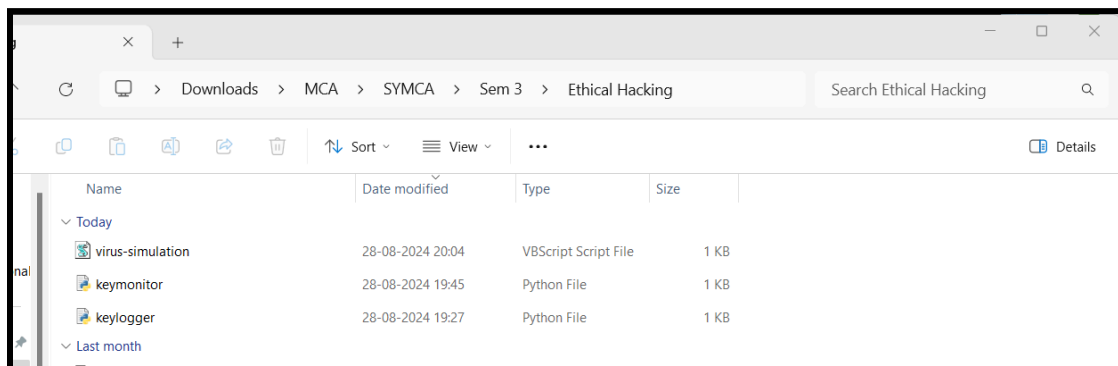 Downloads > MCA > SYMCA > Sem 3 > Ethical Hacking Search Ethical Hacking
Sort View ... Details
Name Date modified Type Size
Today
virus-simulation 28-08-2024 20:04 VBScript Script File 1 KB
nal
keymonitor 28-08-2024 19:45 Python File 1 KB
keylogger 28-08-2024 19:27 Python File 1 KB
Last month